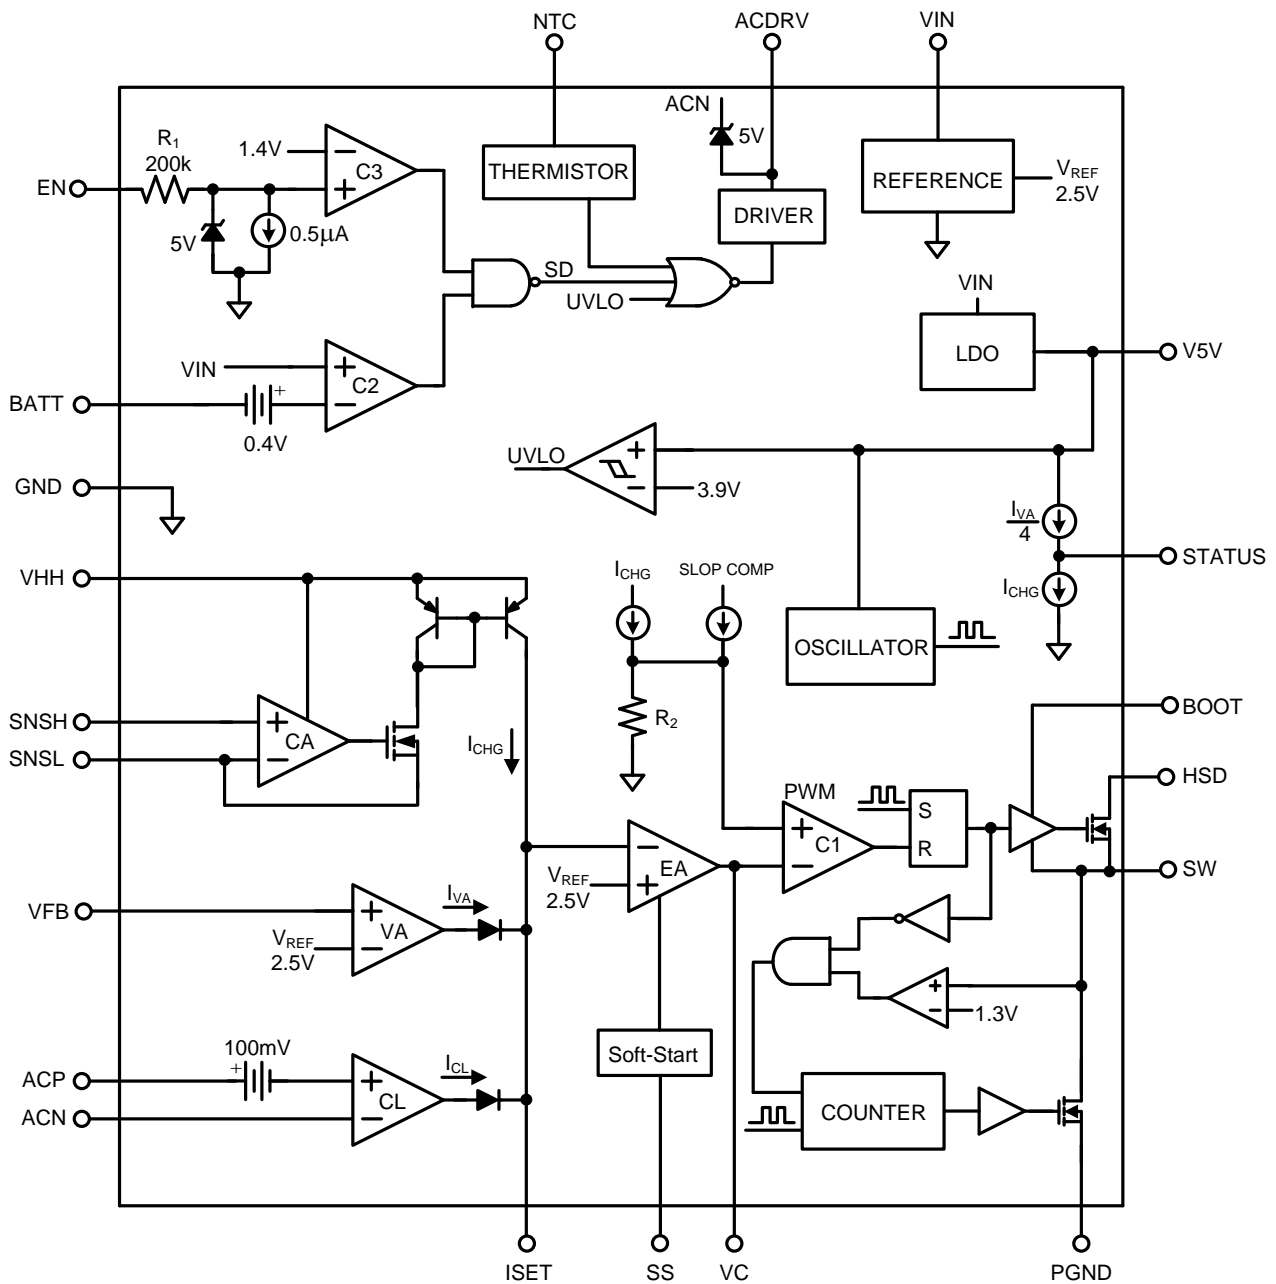 NTC
ACDRV
VIN
ACN
5V
R1
200k
1.4V
C3
THERMISTOR
REFERENCE
VREF
2.5V
EN
DRIVER
5V
0.5µA
SD
UVLO
VIN
LDO
V5V
VIN
C2
BATT
+
0.4V
UVLO
3.9V
GND
IVA
4
STATUS
VHH
ICHG
SLOP COMP
ICHG
OSCILLATOR
SNSH
CA
SNSL
ICHG
R2
BOOT
HSD
PWM
S
C1
R
EA
VREF
2.5V
SW
VFB
IVA
VA
VREF
2.5V
1.3V
100mV
ICL
Soft-Start
ACP
+
CL
ACN
COUNTER
ISET
SS
VC
PGND